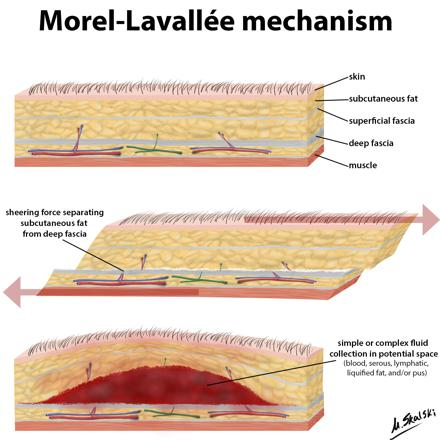 Morel-Lavallée mechanism
skin
subcutaneous fat
superficial fascia
deep fascia
muscle
sheering force separating
subcutaneous fat
from deep fascia
simple or complex fluid
collection in potential space
(blood, serous, lymphatic,
liquified fat, and/or pus)
M. Skalski